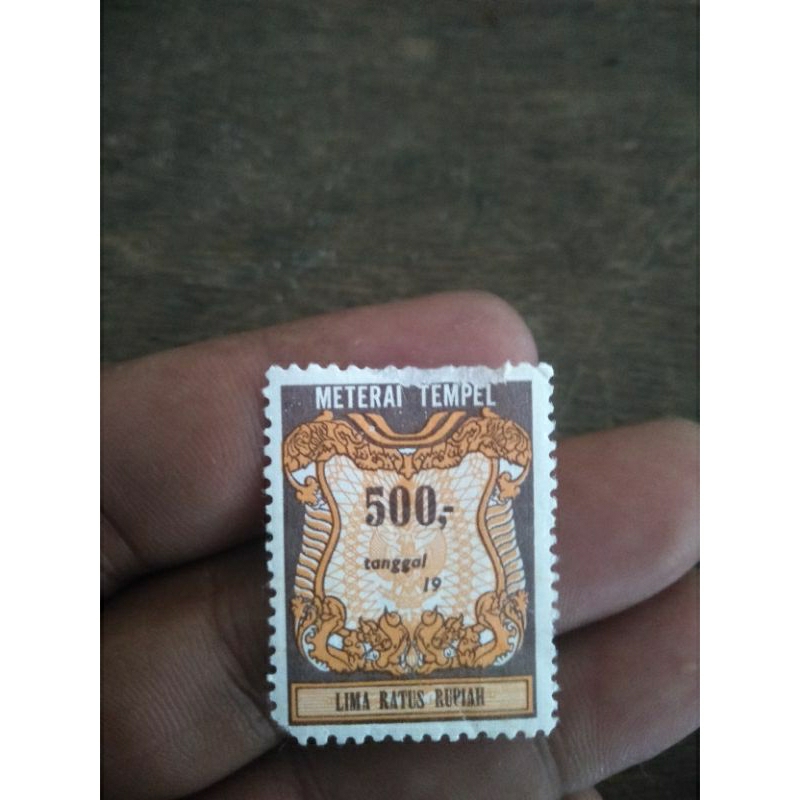 METERAI TEMPEL
500,-
tanggal
19
LIMA RATUS RUPIAH